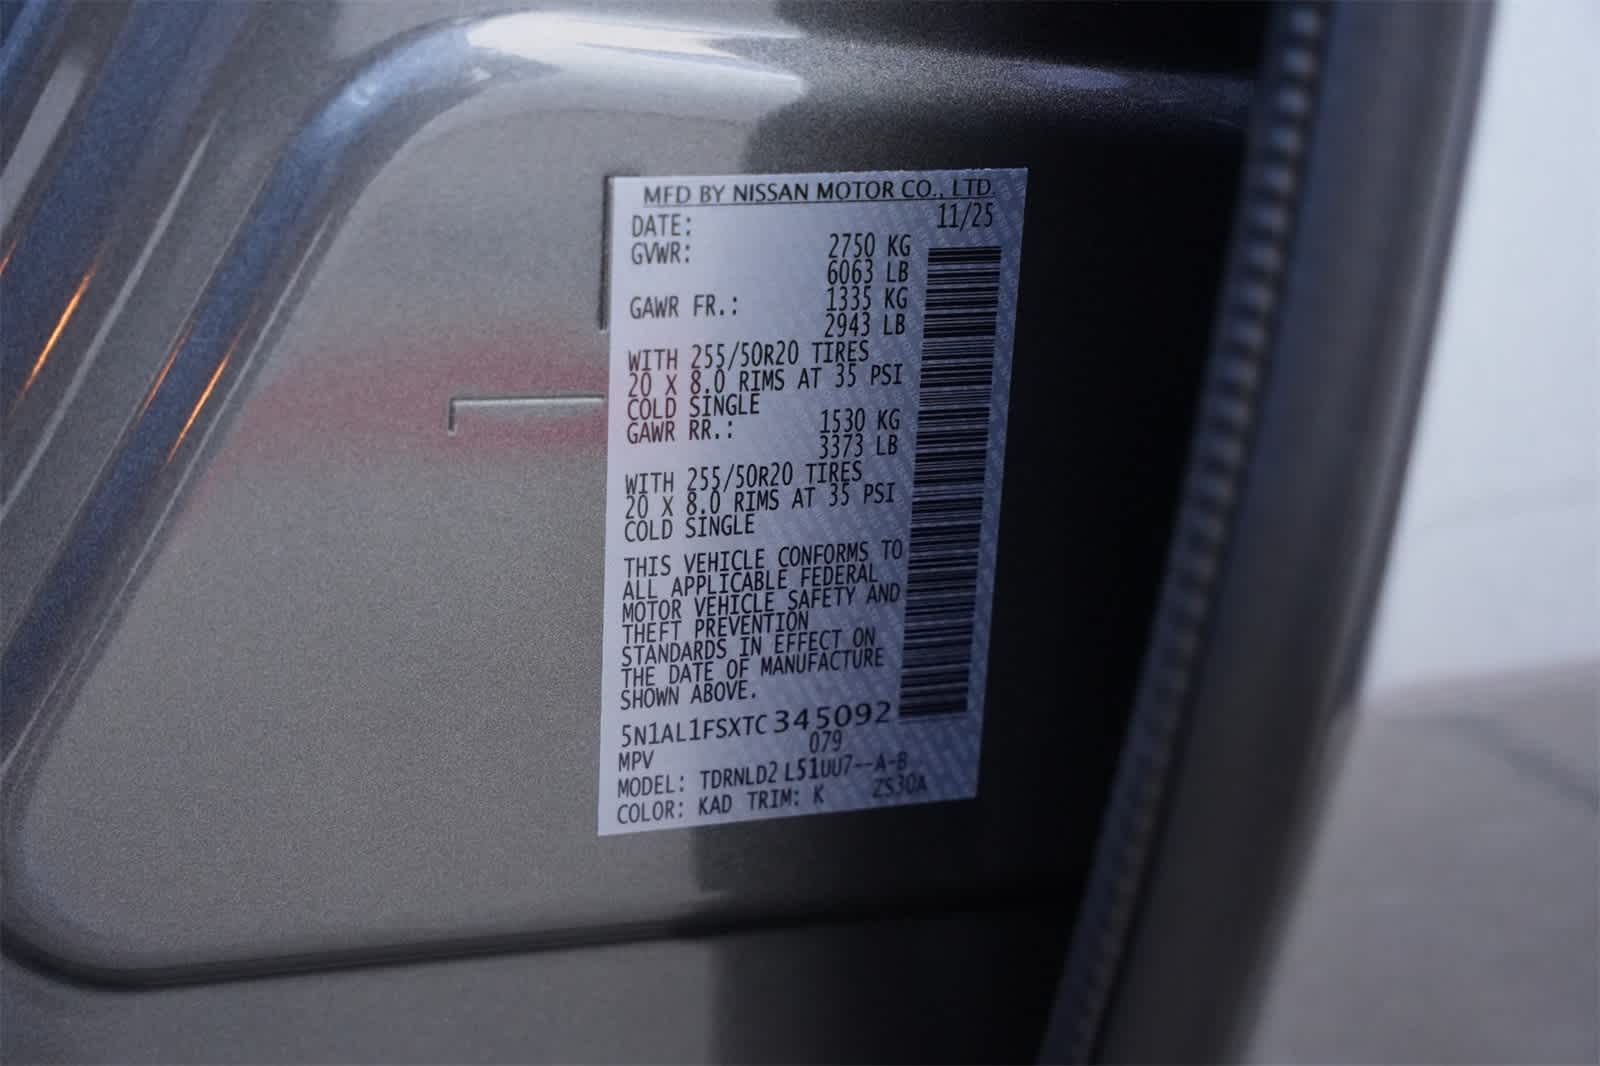 MFD BY NISSAN MOTOR CO., LTD.
DATE: 11/25
GVWR: 2750 KG
6063 LB
GAWR FR.: 1335 KG
2943 LB
WITH 255/50R20 TIRES
20 X 8.0 RIMS AT 35 PSI
COLD SINGLE
GAWR RR.: 1530 KG
3373 LB
WITH 255/50R20 TIRES
20 X 8.0 RIMS AT 35 PSI
COLD SINGLE
THIS VEHICLE CONFORMS TO
ALL APPLICABLE FEDERAL
MOTOR VEHICLE SAFETY AND
THEFT PREVENTION
STANDARDS IN EFFECT ON
THE DATE OF MANUFACTURE
SHOWN ABOVE.
5N1AL1FSXTC345092
MPV 079
MODEL: TDRNLD2 L51UU7--A-B
COLOR: KAD TRIM: K ZS30A